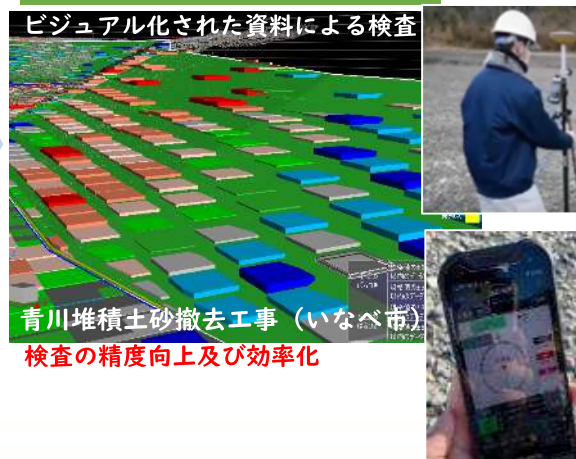 ビジュアル化された資料による検査
青川堆積土砂撤去工事（いなべ市）
検査の精度向上及び効率化